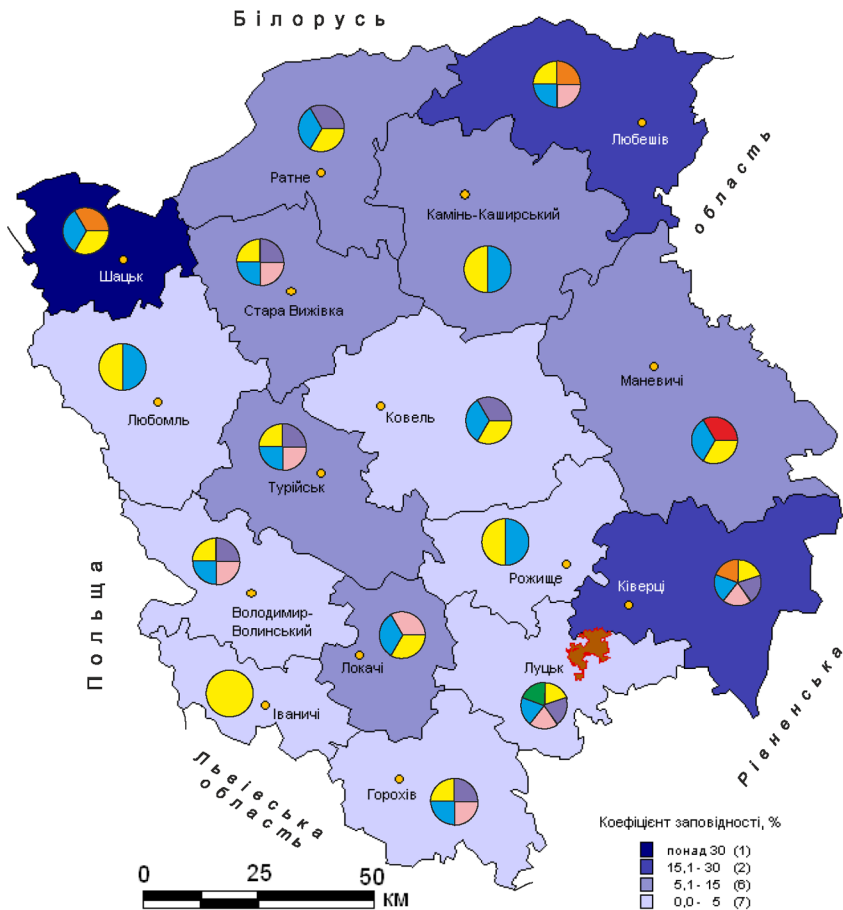 Білорусь
Любешів
область
Ратне
Камінь-Каширський
Шацьк
Стара Вижівка
Маневичі
Любомль
Ковель
Турійськ
Рожище
Ківерці
Польща
Володимир-
Волинський
Локачі
Луцьк
Іваничі
Рівненська
Львівська
область
Горохів
Коефіцієнт заповідності, %
понад 30 (1)
15,1 - 30 (2)
5,1 - 15 (6)
0,0 - 5 (7)
0 25 50
КМ